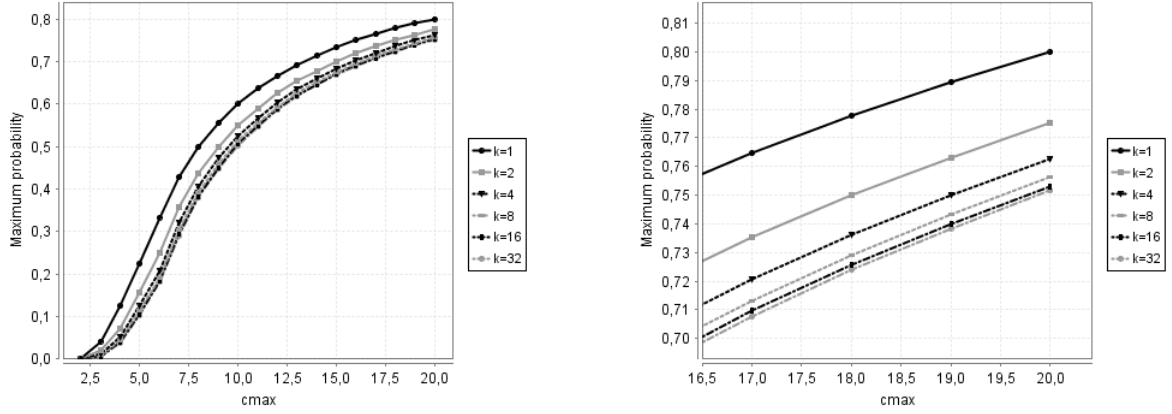 0,8
0,7
0,6
0,5
0,4
0,3
0,2
0,1
0,0
Maximum probability
2,5 5,0 7,5 10,0 12,5 15,0 17,5 20,0
cmax
k=1
k=2
k=4
k=8
k=16
k=32
0,81
0,80
0,79
0,78
0,77
0,76
0,75
0,74
0,73
0,72
0,71
0,70
Maximum probability
16,5 17,0 17,5 18,0 18,5 19,0 19,5 20,0
cmax
k=1
k=2
k=4
k=8
k=16
k=32